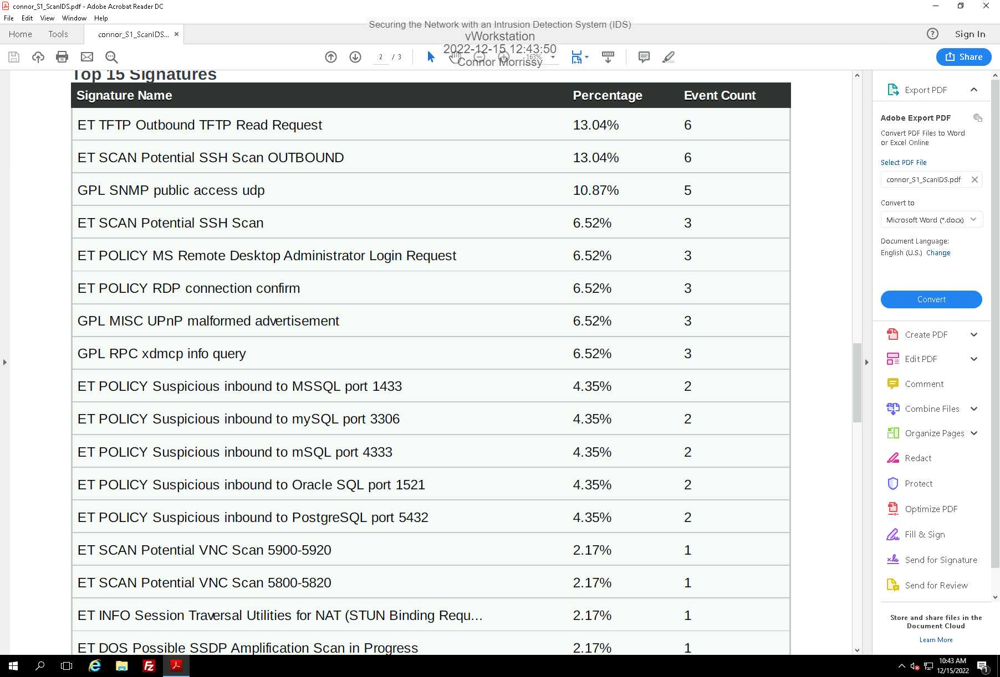 connor_S1_ScanIDS.pdf - Adobe Acrobat Reader DC
File Edit View Window Help
Securing the Network with an Intrusion Detection System (IDS)
vWorkstation
2022-12-15 12:43:50
Connor Morrissy
Home Tools connor_S1_ScanIDS... × Sign In
2 / 3 163% Share
Top 15 Signatures
Signature Name Percentage Event Count
ET TFTP Outbound TFTP Read Request 13.04% 6
ET SCAN Potential SSH Scan OUTBOUND 13.04% 6
GPL SNMP public access udp 10.87% 5
ET SCAN Potential SSH Scan 6.52% 3
ET POLICY MS Remote Desktop Administrator Login Request 6.52% 3
ET POLICY RDP connection confirm 6.52% 3
GPL MISC UPnP malformed advertisement 6.52% 3
GPL RPC xdmcp info query 6.52% 3
ET POLICY Suspicious inbound to MSSQL port 1433 4.35% 2
ET POLICY Suspicious inbound to mySQL port 3306 4.35% 2
ET POLICY Suspicious inbound to mSQL port 4333 4.35% 2
ET POLICY Suspicious inbound to Oracle SQL port 1521 4.35% 2
ET POLICY Suspicious inbound to PostgreSQL port 5432 4.35% 2
ET SCAN Potential VNC Scan 5900-5920 2.17% 1
ET SCAN Potential VNC Scan 5800-5820 2.17% 1
ET INFO Session Traversal Utilities for NAT (STUN Binding Requ... 2.17% 1
ET DOS Possible SSDP Amplification Scan in Progress 2.17% 1
Export PDF
Adobe Export PDF
Convert PDF Files to Word
or Excel Online
Select PDF File
connor_S1_ScanIDS.pdf
Convert to
Microsoft Word (*.docx)
Document Language:
English (U.S.) Change
Convert
Create PDF
Edit PDF
Comment
Combine Files
Organize Pages
Redact
Protect
Optimize PDF
Fill & Sign
Send for Signature
Send for Review
Store and share files in the
Document Cloud
Learn More
10:43 AM
12/15/2022
1